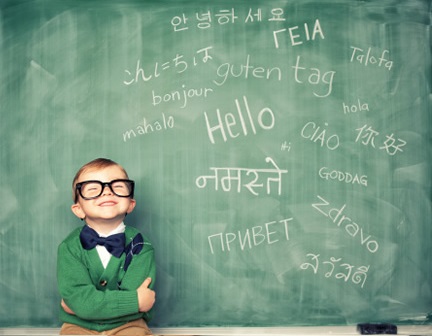 안녕하세요
ΓΕΙΑ
Talofa
こんにちは
guten tag
bonjour
hola
mahalo
Hello
Hi
CIÁO
你好
नमस्ते
GODDAG
zdravo
ПРИВЕТ
สวัสดี